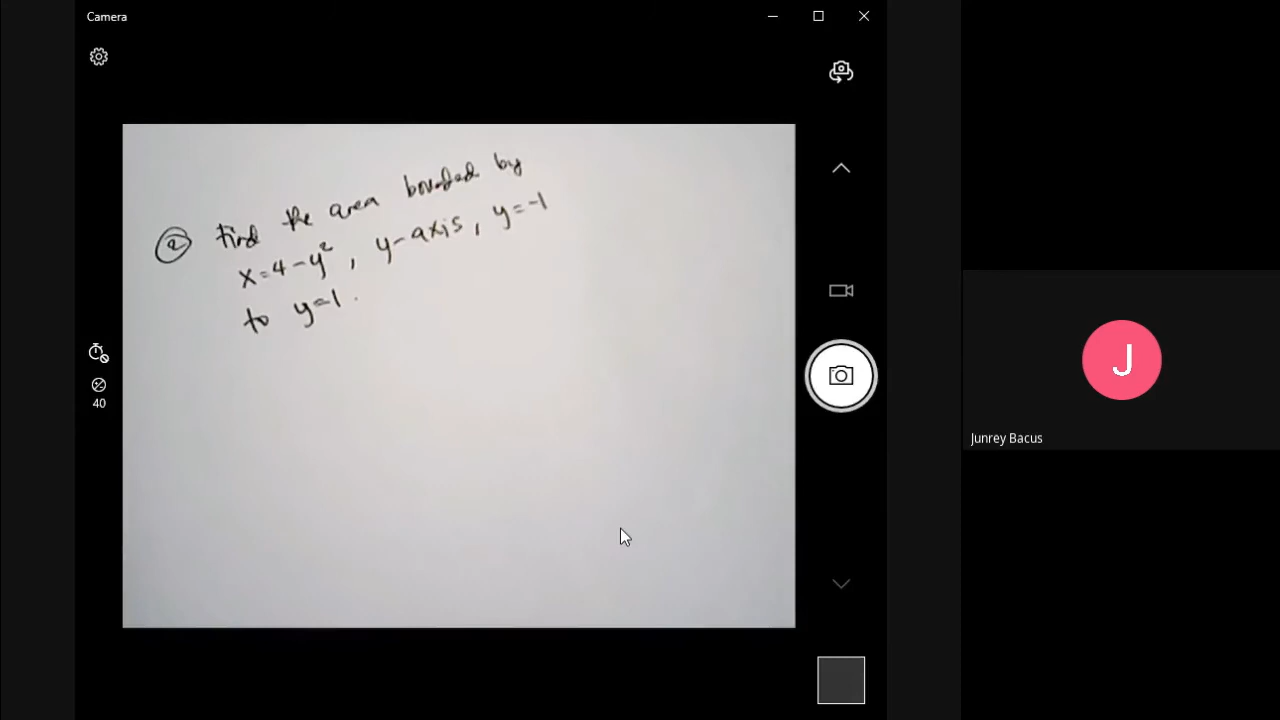 Camera
② Find the area bounded by
x=4-y², y-axis, y=-1
to y=1.
40
J
Junrey Bacus